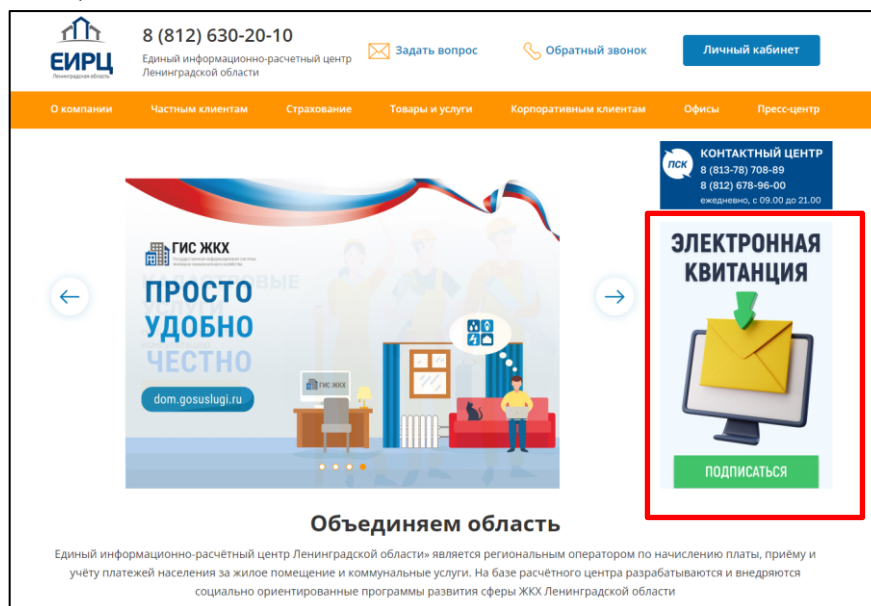 ЕИРЦ
Ленинградская область
8 (812) 630-20-10
Единый информационно-расчетный центр
Ленинградской области
Задать вопрос
Обратный звонок
Личный кабинет
О компании
Частным клиентам
Страхование
Товары и услуги
Корпоративным клиентам
Офисы
Пресс-центр
ПСК
КОНТАКТНЫЙ ЦЕНТР
8 (813-78) 708-89
8 (812) 678-96-00
ежедневно, с 09.00 до 21.00
ГИС ЖКХ
КАДАСТРОВЫЕ
УСЛУГИ
ПРОСТО
УДОБНО
ЧЕСТНО
dom.gosuslugi.ru
ГИС ЖКХ
ЭЛЕКТРОННАЯ
КВИТАНЦИЯ
ПОДПИСАТЬСЯ
Объединяем область
Единый информационно-расчётный центр Ленинградской области» является региональным оператором по начислению платы, приёму и
учёту платежей населения за жилое помещение и коммунальные услуги. На базе расчётного центра разрабатываются и внедряются
социально ориентированные программы развития сферы ЖКХ Ленинградской области